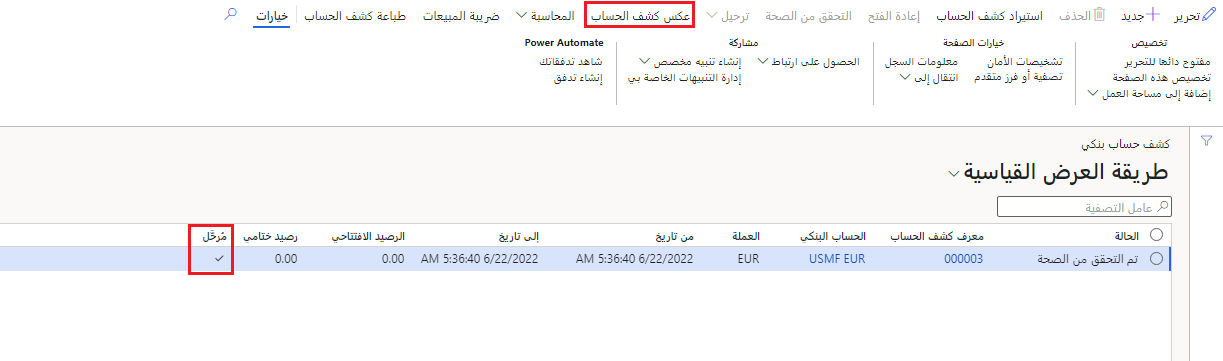 تحرير جديد الحذف استيراد كشف الحساب إعادة الفتح التحقق من الصحة ترحيل عكس كشف الحساب المحاسبة ضريبة المبيعات طباعة كشف الحساب خيارات
تخصيص
مفتوح دائمًا للتحرير
تخصيص هذه الصفحة
إضافة إلى مساحة العمل
خيارات الصفحة
تشخيصات الأمان
تصفية أو فرز متقدم
معلومات السجل
انتقال إلى
مشاركة
الحصول على ارتباط
إنشاء تنبيه مخصص
إدارة التنبيهات الخاصة بي
Power Automate
شاهد تدفقاتك
إنشاء تدفق
كشف حساب بنكي
طريقة العرض القياسية
عامل التصفية
الحالة معرف كشف الحساب الحساب البنكي العملة من تاريخ إلى تاريخ الرصيد الافتتاحي رصيد ختامي مُرحَّل
تم التحقق من الصحة 000003 USMF EUR EUR 6/22/2022 5:36:40 AM 6/22/2022 5:36:40 AM 0.00 0.00 ✓